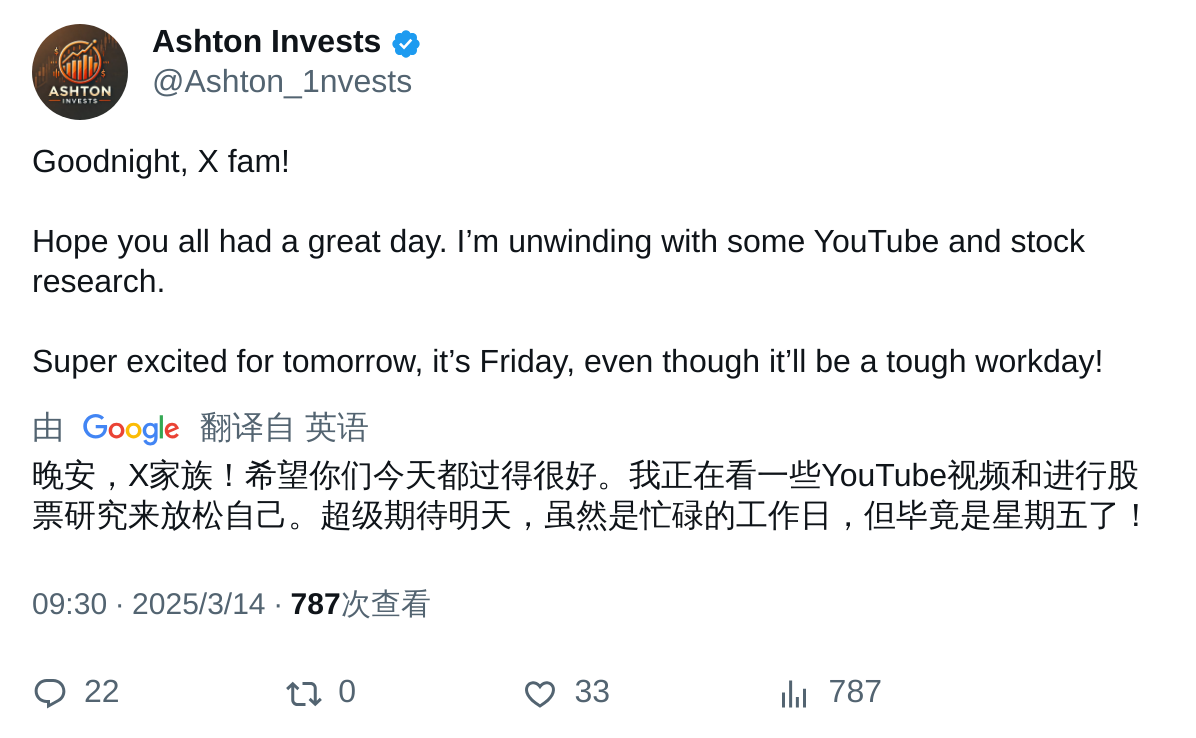 ASHTON
INVESTS
Ashton Invests
@Ashton_1nvests
Goodnight, X fam!
Hope you all had a great day. I’m unwinding with some YouTube and stock
research.
Super excited for tomorrow, it’s Friday, even though it’ll be a tough workday!
由 Google 翻译自 英语
晚安，X家族！希望你们今天都过得很好。我正在看一些YouTube视频和进行股
票研究来放松自己。超级期待明天，虽然是忙碌的工作日，但毕竟是星期五了！
09:30 · 2025/3/14 · 787次查看
22 0 33 787